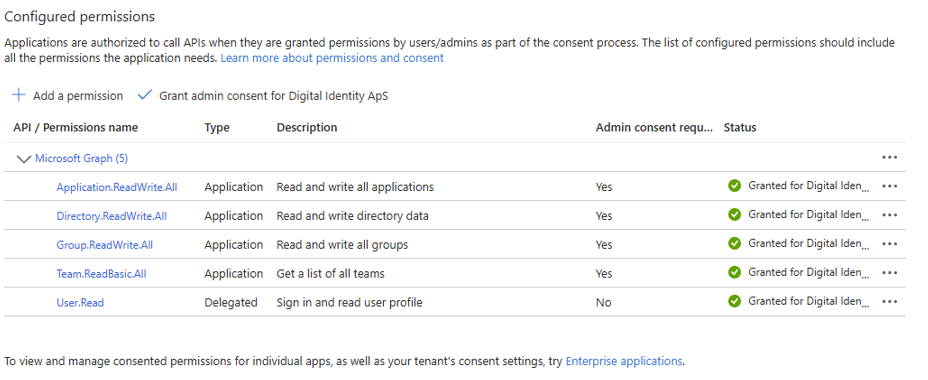 Configured permissions
Applications are authorized to call APIs when they are granted permissions by users/admins as part of the consent process. The list of configured permissions should include
all the permissions the application needs. Learn more about permissions and consent
Add a permission Grant admin consent for Digital Identity ApS
API / Permissions name Type Description Admin consent requ... Status
Microsoft Graph (5) ...
Application.ReadWrite.All Application Read and write all applications Yes Granted for Digital Iden... ...
Directory.ReadWrite.All Application Read and write directory data Yes Granted for Digital Iden... ...
Group.ReadWrite.All Application Read and write all groups Yes Granted for Digital Iden... ...
Team.ReadBasic.All Application Get a list of all teams Yes Granted for Digital Iden... ...
User.Read Delegated Sign in and read user profile No Granted for Digital Iden... ...
To view and manage consented permissions for individual apps, as well as your tenant's consent settings, try Enterprise applications.